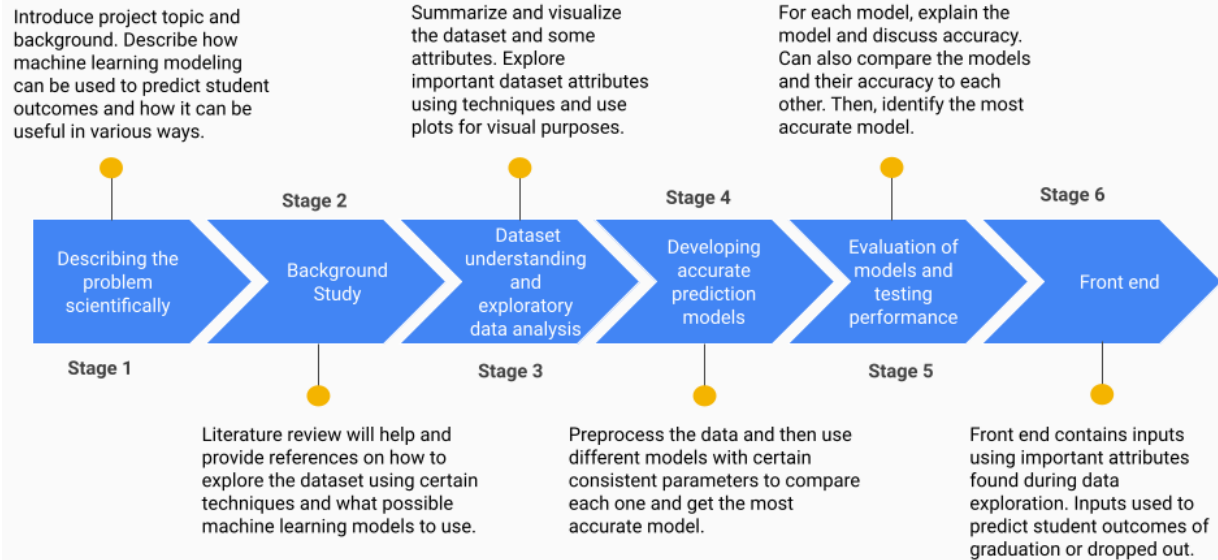 Introduce project topic and
background. Describe how
machine learning modeling
can be used to predict student
outcomes and how it can be
useful in various ways.
Summarize and visualize
the dataset and some
attributes. Explore
important dataset attributes
using techniques and use
plots for visual purposes.
For each model, explain the
model and discuss accuracy.
Can also compare the models
and their accuracy to each
other. Then, identify the most
accurate model.
Stage 2
Stage 4
Stage 6
Describing the
problem
scientifically
Background
Study
Dataset
understanding
and
exploratory
data analysis
Developing
accurate
prediction
models
Evaluation of
models and
testing
performance
Front end
Stage 1
Stage 3
Stage 5
Literature review will help and
provide references on how to
explore the dataset using certain
techniques and what possible
machine learning models to use.
Preprocess the data and then use
different models with certain
consistent parameters to compare
each one and get the most
accurate model.
Front end contains inputs
using important attributes
found during data
exploration. Inputs used to
predict student outcomes of
graduation or dropped out.